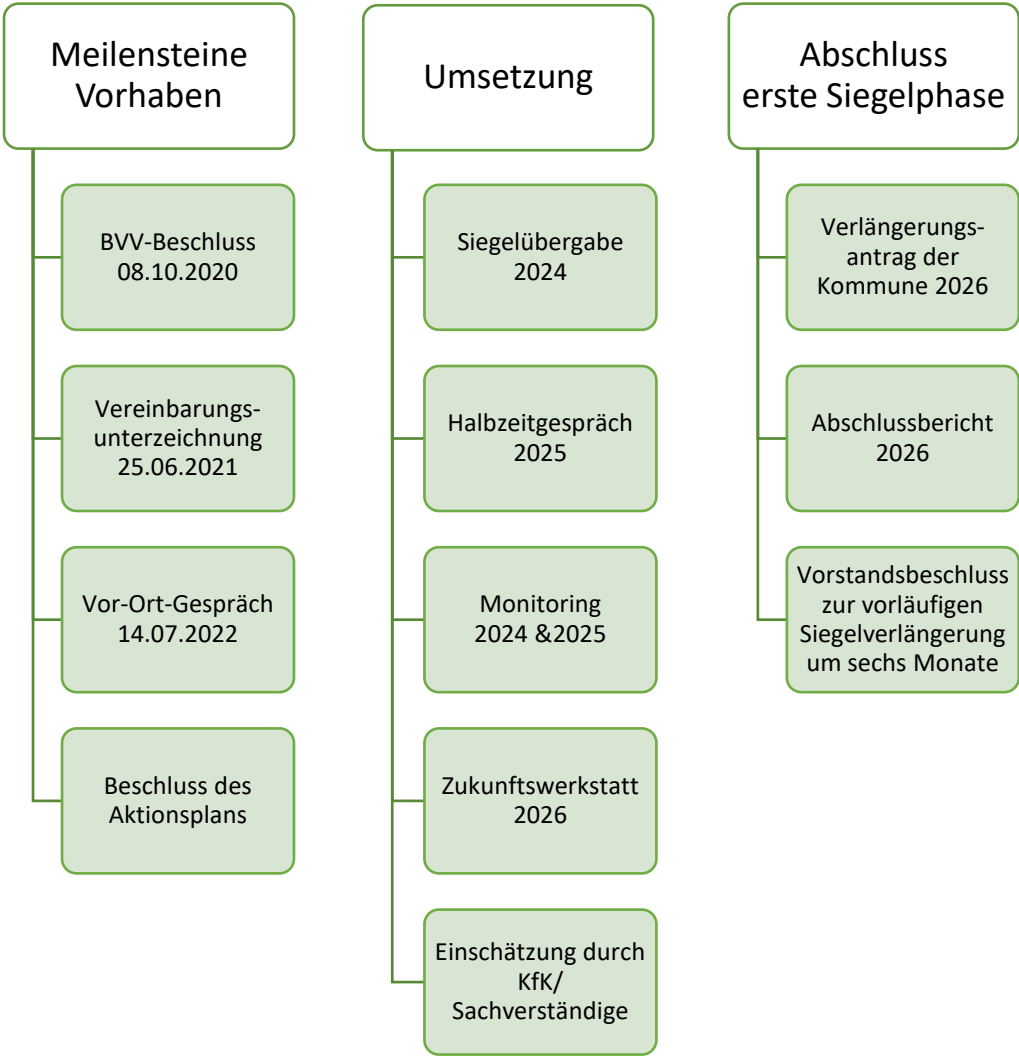 Meilensteine
Vorhaben
BVV-Beschluss
08.10.2020
Vereinbarungs-
unterzeichnung
25.06.2021
Vor-Ort-Gespräch
14.07.2022
Beschluss des
Aktionsplans
Umsetzung
Siegelübergabe
2024
Halbzeitgespräch
2025
Monitoring
2024 &2025
Zukunftswerkstatt
2026
Einschätzung durch
KfK/
Sachverständige
Abschluss
erste Siegelphase
Verlängerungs-
antrag der
Kommune 2026
Abschlussbericht
2026
Vorstandsbeschluss
zur vorläufigen
Siegelverlängerung
um sechs Monate